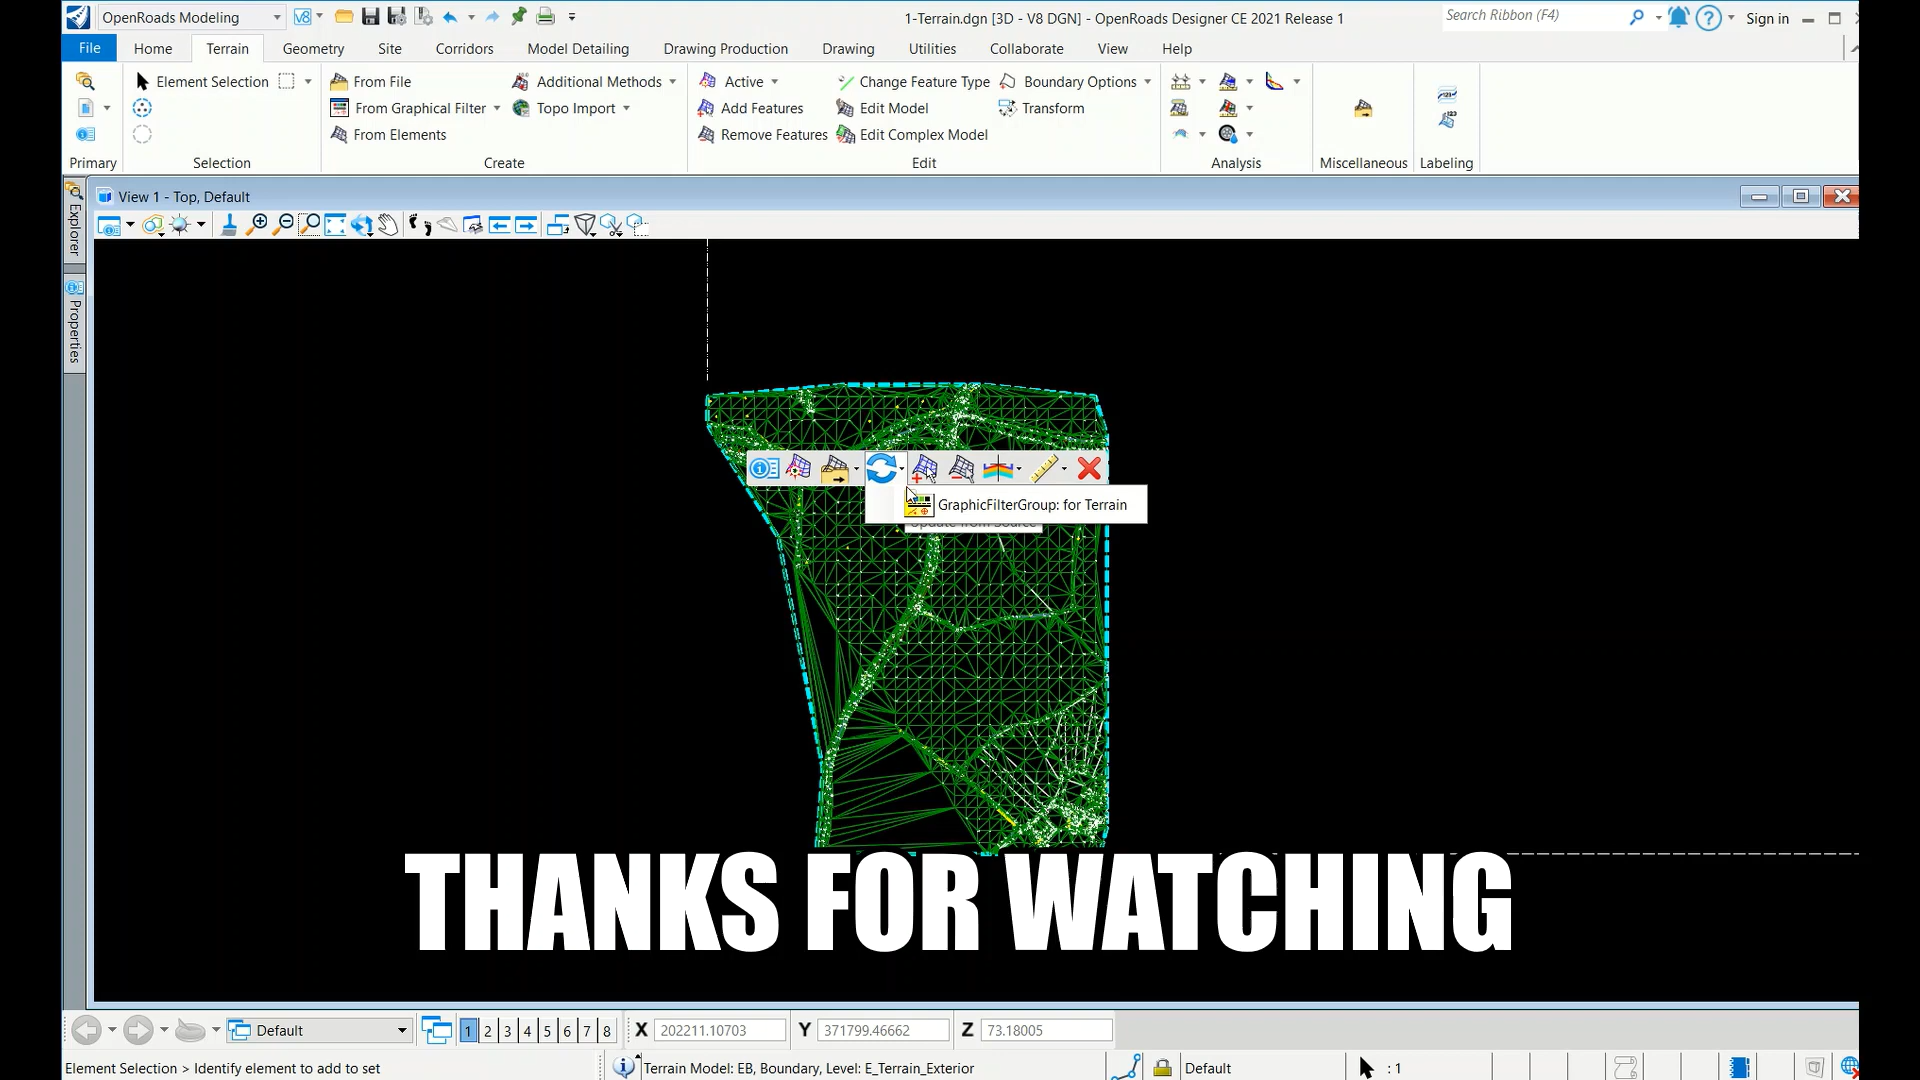 OpenRoads Modeling
1-Terrain.dgn [3D - V8 DGN] - OpenRoads Designer CE 2021 Release 1
Search Ribbon (F4)
Sign in
File Home Terrain Geometry Site Corridors Model Detailing Drawing Production Drawing Utilities Collaborate View Help
Element Selection From File Additional Methods Active Change Feature Type Boundary Options
From Graphical Filter Topo Import Add Features Edit Model Transform
From Elements Remove Features Edit Complex Model
Primary Selection Create Edit Analysis Miscellaneous Labeling
View 1 - Top, Default
Explorer
Properties
GraphicFilterGroup: for Terrain
Update from Source
THANKS FOR WATCHING
Default 1 2 3 4 5 6 7 8 X 202211.10703 Y 371799.46662 Z 73.18005
Element Selection > Identify element to add to set Terrain Model: EB, Boundary, Level: E_Terrain_Exterior Default : 1